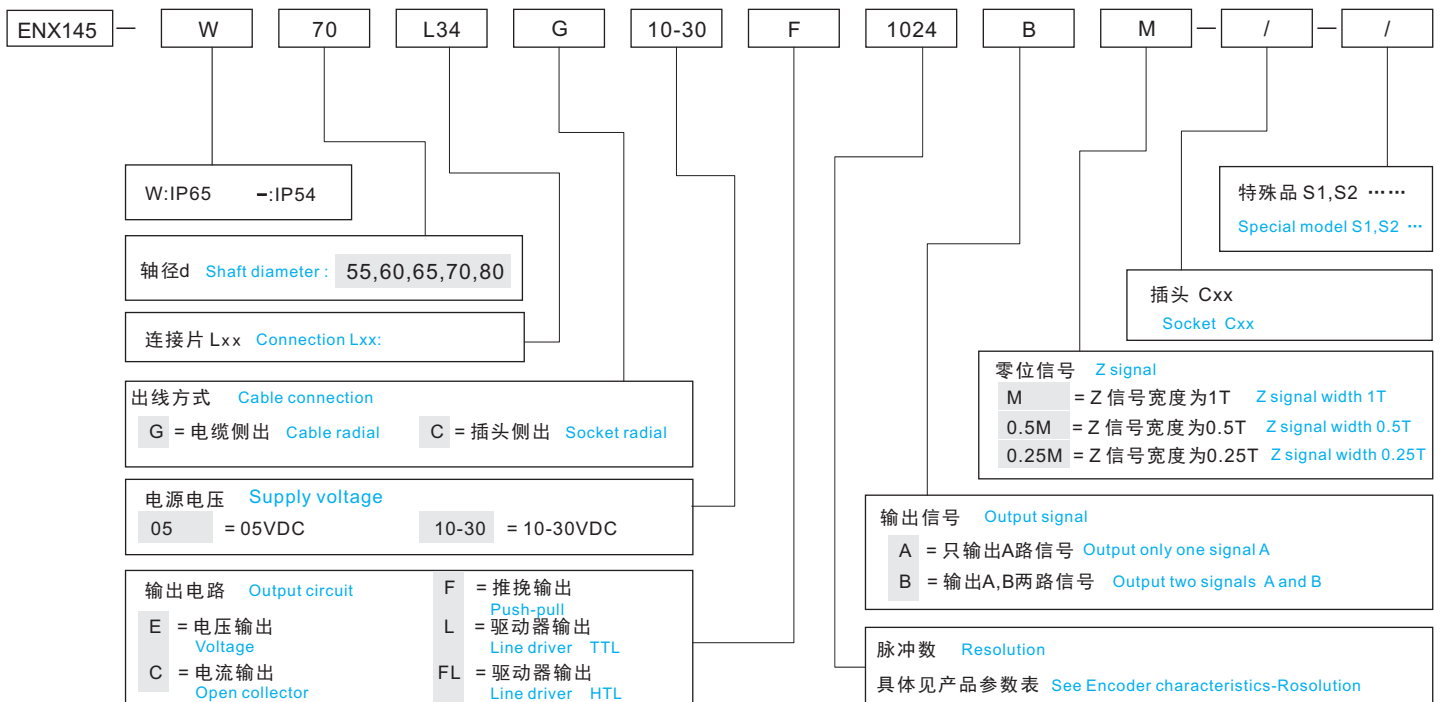 ENX145 — W 70 L34 G 10-30 F 1024 B M — / — /
W:IP65 –:IP54
轴径d Shaft diameter : 55,60,65,70,80
连接片 Lxx Connection Lxx:
出线方式 Cable connection
G = 电缆侧出 Cable radial C = 插头侧出 Socket radial
电源电压 Supply voltage
05 = 05VDC 10-30 = 10-30VDC
输出电路 Output circuit
E = 电压输出
Voltage
C = 电流输出
Open collector
F = 推挽输出
Push-pull
L = 驱动器输出
Line driver TTL
FL = 驱动器输出
Line driver HTL
特殊品 S1,S2 ……
Special model S1,S2 …
插头 Cxx
Socket Cxx
零位信号 Z signal
M = Z 信号宽度为1T Z signal width 1T
0.5M = Z 信号宽度为0.5T Z signal width 0.5T
0.25M = Z 信号宽度为0.25T Z signal width 0.25T
输出信号 Output signal
A = 只输出A路信号 Output only one signal A
B = 输出A,B两路信号 Output two signals A and B
脉冲数 Resolution
具体见产品参数表 See Encoder characteristics-Rosolution